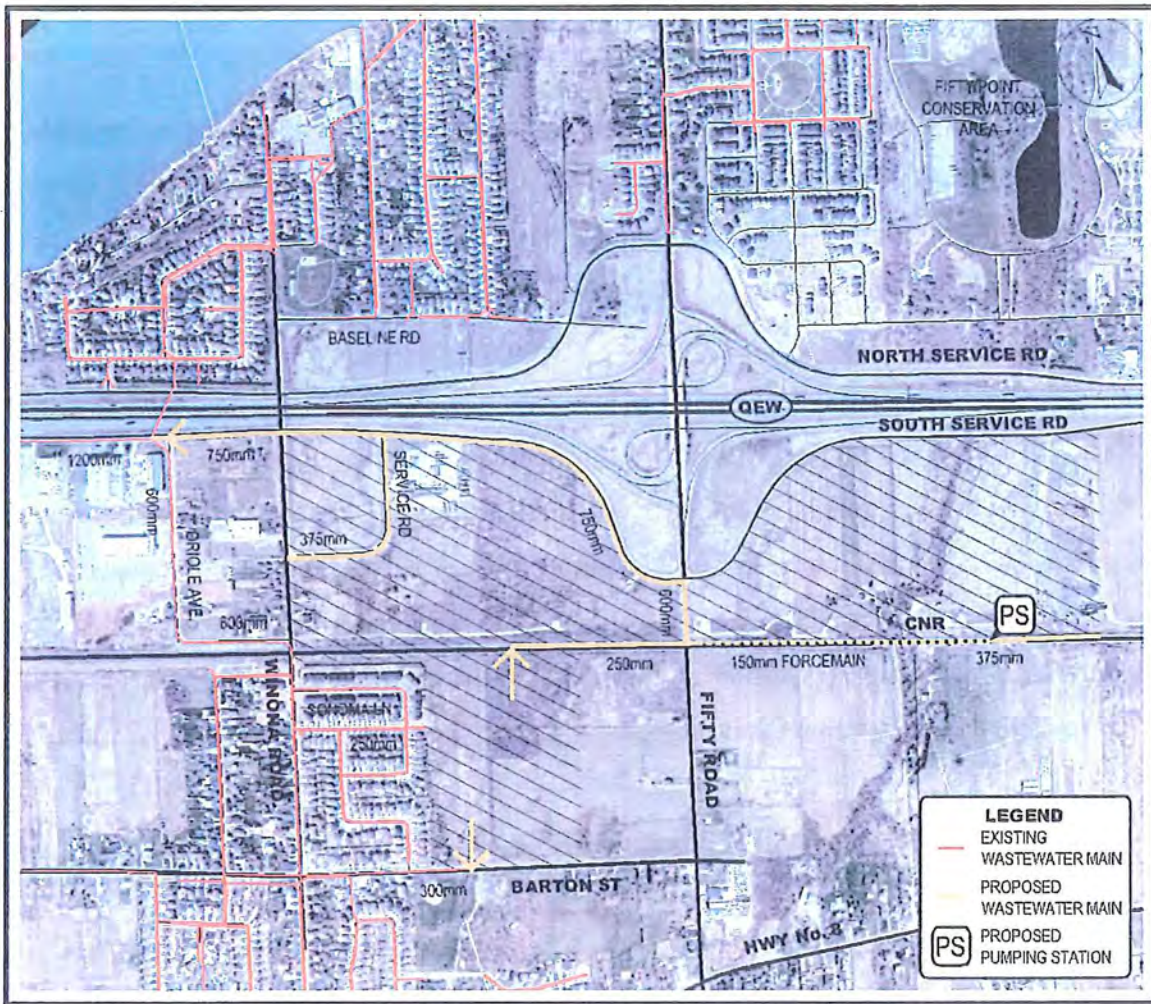 FIFTY POINT
CONSERVATION
AREA
BASELINE RD
NORTH SERVICE RD
QEW
SOUTH SERVICE RD
1200mm
750mm
600mm
ORIOLE AVE.
SERVICE RD
375mm
750mm
600mm
600mm
CNR
PS
250mm
150mm FORCEMAIN
375mm
WINONA ROAD
SONOMA LN
250mm
FIFTY ROAD
300mm
BARTON ST
HWY No. 8
LEGEND
EXISTING
WASTEWATER MAIN
PROPOSED
WASTEWATER MAIN
PS
PROPOSED
PUMPING STATION